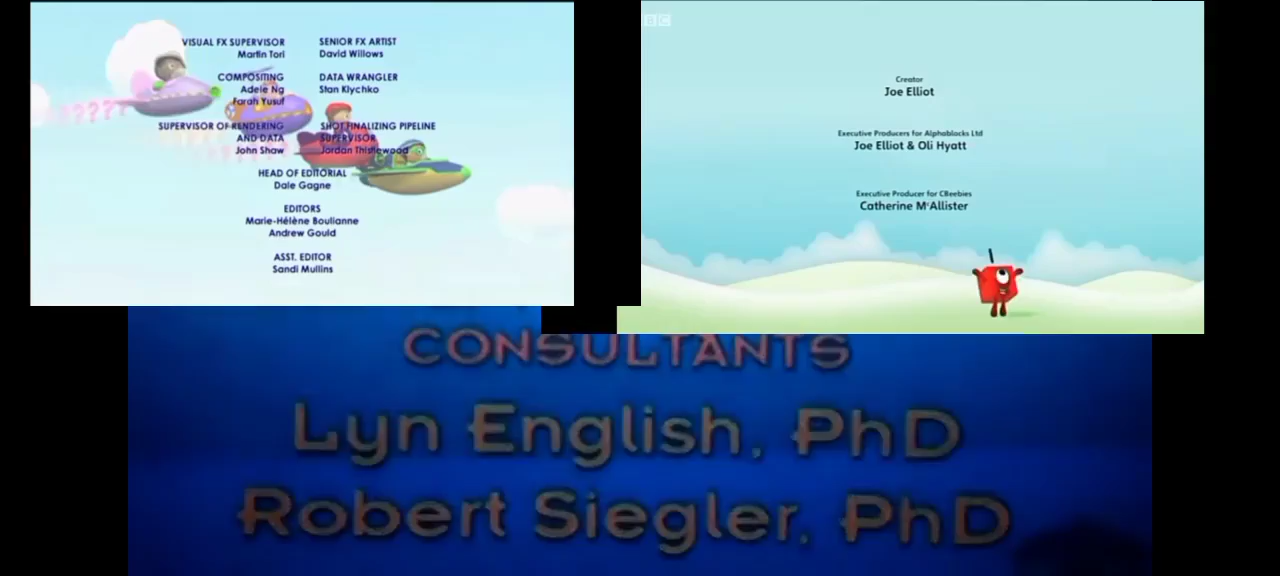 VISUAL FX SUPERVISOR
Martin Tori
COMPOSITING
Adele Ng
Farah Yusuf
SUPERVISOR OF RENDERING
AND DATA
John Shaw
SENIOR FX ARTIST
David Willows
DATA WRANGLER
Stan Klychko
SHOT FINALIZING PIPELINE
SUPERVISOR
Jordan Thistlewood
HEAD OF EDITORIAL
Dale Gagne
EDITORS
Marie-Hélène Boulianne
Andrew Gould
ASST. EDITOR
Sandi Mullins
BBC
Creator
Joe Elliot
Executive Producers for Alphablocks Ltd
Joe Elliot & Oli Hyatt
Executive Producer for CBeebies
Catherine McAllister
CONSULTANTS
Lyn English, PhD
Robert Siegler, PhD